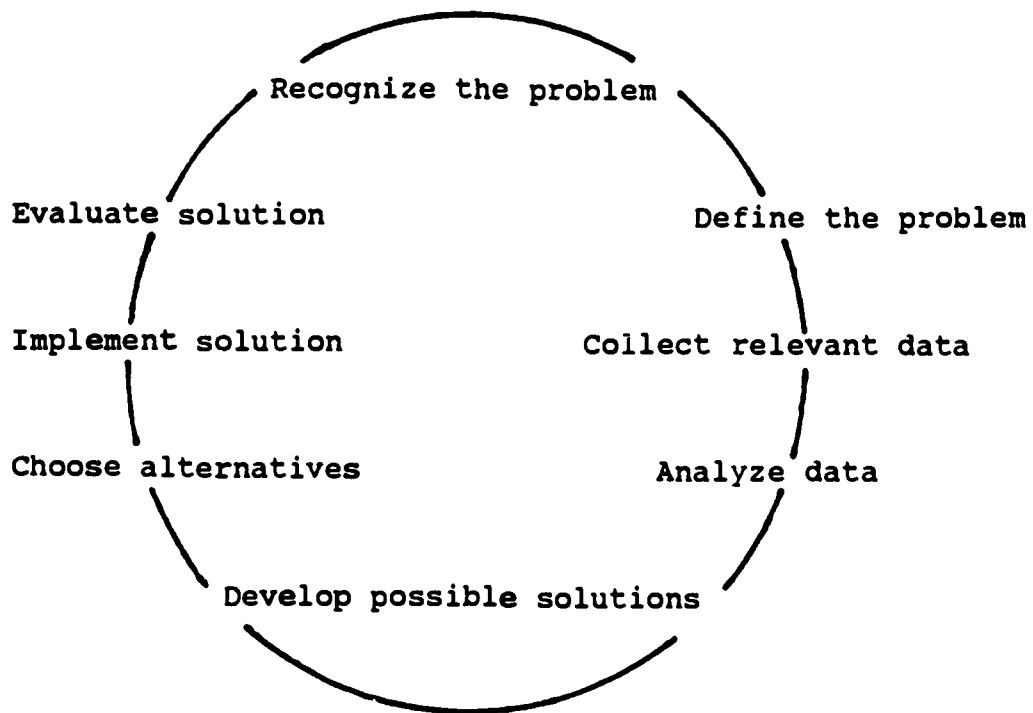 Recognize the problem
Evaluate solution
Define the problem
Implement solution
Collect relevant data
Choose alternatives
Analyze data
Develop possible solutions